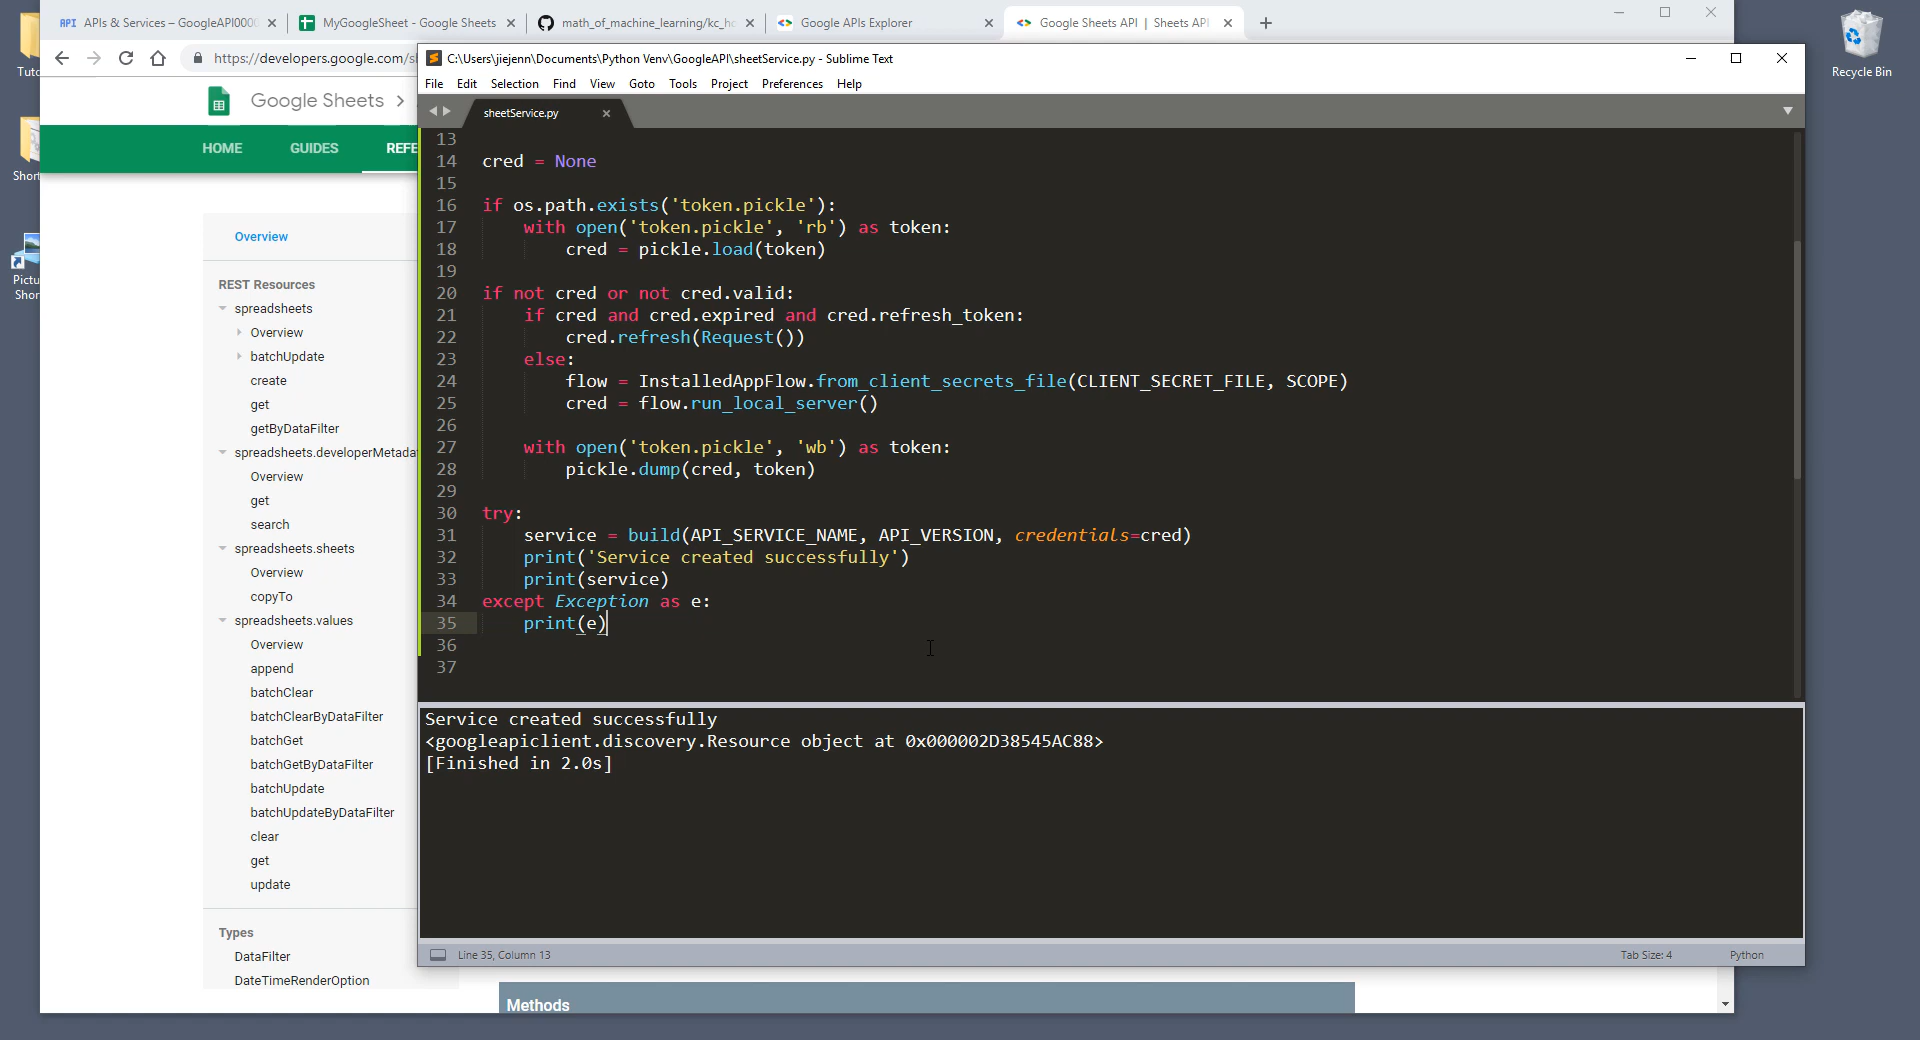 APIs & Services – GoogleAPI000
MyGoogleSheet - Google Sheets
math_of_machine_learning/kc_ho
Google APIs Explorer
Google Sheets API | Sheets API
https://developers.google.com/sh
Google Sheets
HOME
GUIDES
REFE
Overview
REST Resources
spreadsheets
Overview
batchUpdate
create
get
getByDataFilter
spreadsheets.developerMetada
Overview
get
search
spreadsheets.sheets
Overview
copyTo
spreadsheets.values
Overview
append
batchClear
batchClearByDataFilter
batchGet
batchGetByDataFilter
batchUpdate
batchUpdateByDataFilter
clear
get
update
Types
DataFilter
DateTimeRenderOption
Methods
Tuto
Short
Pictu
Shor
Recycle Bin
C:\Users\jiejenn\Documents\Python Venv\GoogleAPI\sheetService.py - Sublime Text
File Edit Selection Find View Goto Tools Project Preferences Help
sheetService.py
13
14 cred = None
15
16 if os.path.exists('token.pickle'):
17 with open('token.pickle', 'rb') as token:
18 cred = pickle.load(token)
19
20 if not cred or not cred.valid:
21 if cred and cred.expired and cred.refresh_token:
22 cred.refresh(Request())
23 else:
24 flow = InstalledAppFlow.from_client_secrets_file(CLIENT_SECRET_FILE, SCOPE)
25 cred = flow.run_local_server()
26
27 with open('token.pickle', 'wb') as token:
28 pickle.dump(cred, token)
29
30 try:
31 service = build(API_SERVICE_NAME, API_VERSION, credentials=cred)
32 print('Service created successfully')
33 print(service)
34 except Exception as e:
35 print(e)
36
37
Service created successfully
<googleapiclient.discovery.Resource object at 0x000002D38545AC88>
[Finished in 2.0s]
Line 35, Column 13
Tab Size: 4
Python